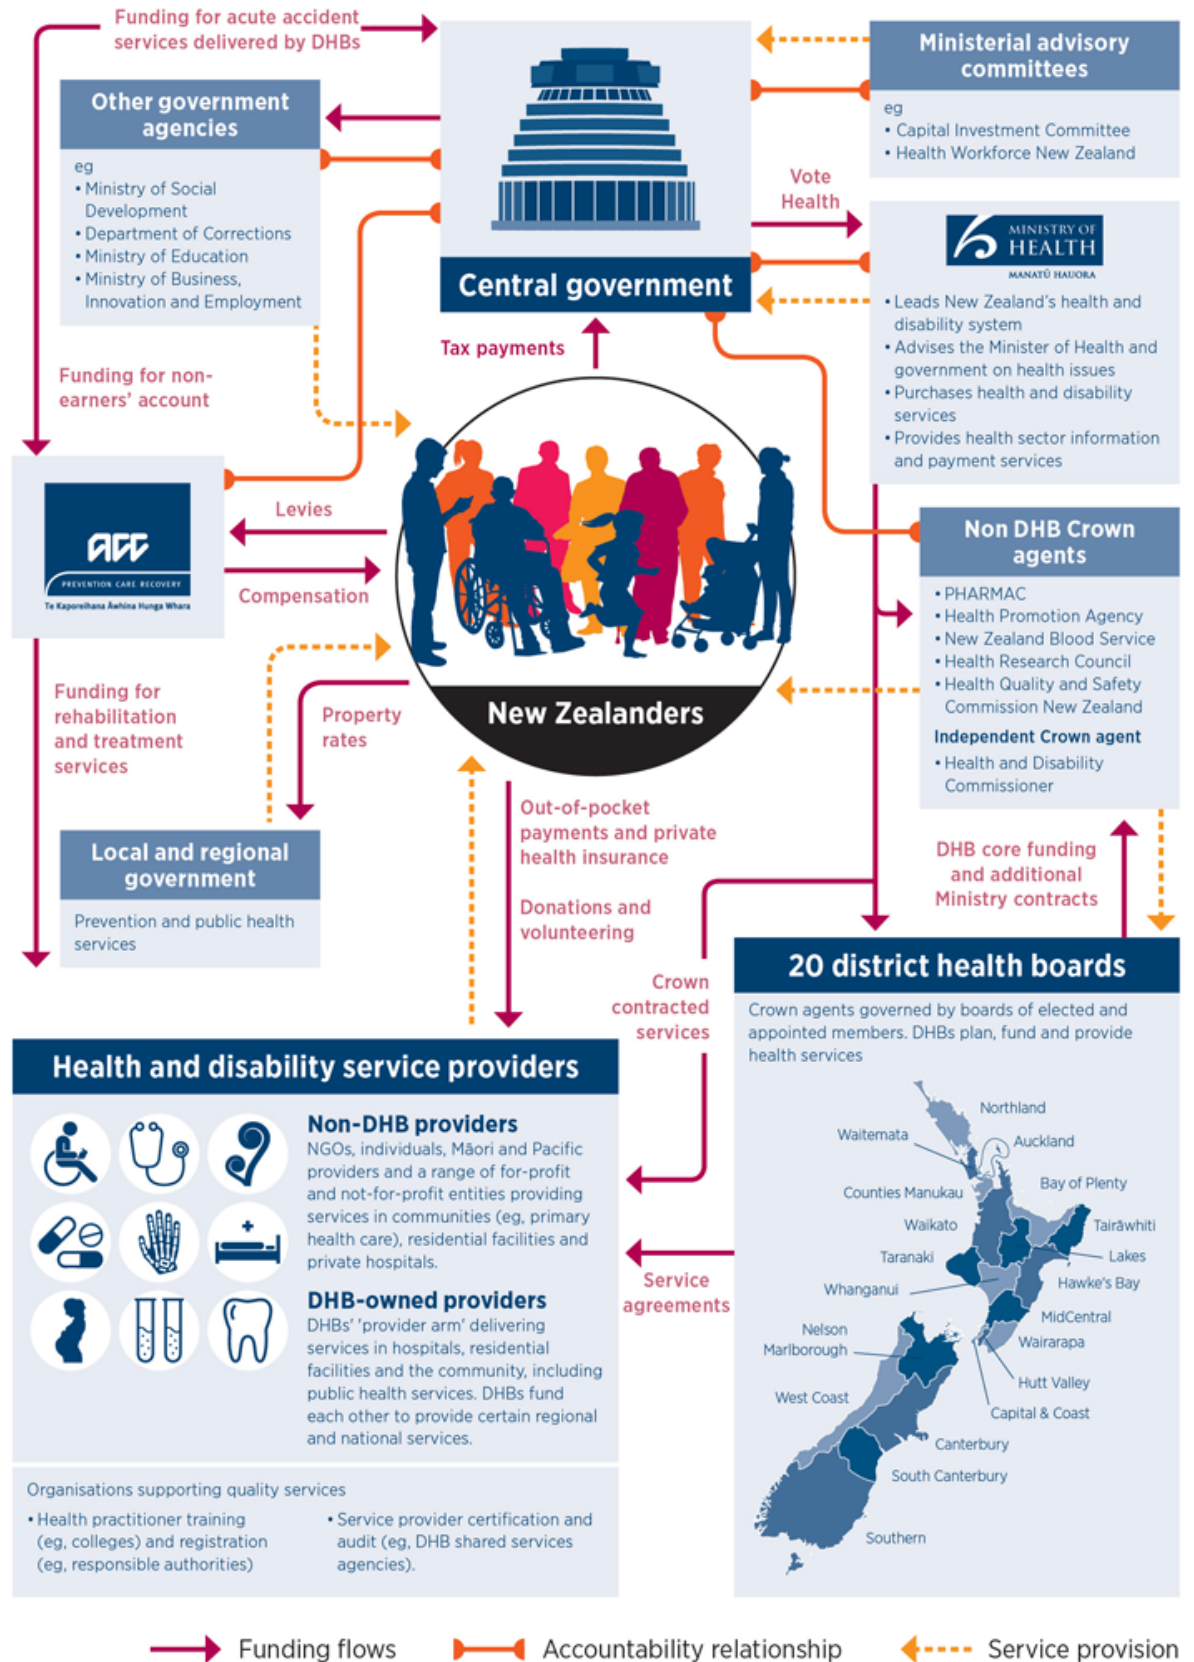 Funding for acute accident
services delivered by DHBs
Other government
agencies
eg
• Ministry of Social
Development
• Department of Corrections
• Ministry of Education
• Ministry of Business,
Innovation and Employment
Central government
Ministerial advisory
committees
eg
• Capital Investment Committee
• Health Workforce New Zealand
Vote
Health
MINISTRY OF
HEALTH
MANATŪ HAUORA
• Leads New Zealand's health and
disability system
• Advises the Minister of Health and
government on health issues
• Purchases health and disability
services
• Provides health sector information
and payment services
Tax payments
Funding for non-
earners' account
ACC
PREVENTION CARE RECOVERY
Te Kaporeihana Āwhina Hunga Whara
Levies
Compensation
New Zealanders
Non DHB Crown
agents
• PHARMAC
• Health Promotion Agency
• New Zealand Blood Service
• Health Research Council
• Health Quality and Safety
Commission New Zealand
Independent Crown agent
• Health and Disability
Commissioner
Funding for
rehabilitation
and treatment
services
Property
rates
Local and regional
government
Prevention and public health
services
Out-of-pocket
payments and private
health insurance
Donations and
volunteering
DHB core funding
and additional
Ministry contracts
Crown
contracted
services
20 district health boards
Crown agents governed by boards of elected and
appointed members. DHBs plan, fund and provide
health services
Northland
Waitemata
Auckland
Counties Manukau
Bay of Plenty
Waikato
Tairāwhiti
Taranaki
Lakes
Whanganui
Hawke's Bay
MidCentral
Nelson
Marlborough
Wairarapa
Hutt Valley
West Coast
Capital & Coast
Canterbury
South Canterbury
Southern
Service
agreements
Health and disability service providers
Non-DHB providers
NGOs, individuals, Māori and Pacific
providers and a range of for-profit
and not-for-profit entities providing
services in communities (eg, primary
health care), residential facilities and
private hospitals.
DHB-owned providers
DHBs' 'provider arm' delivering
services in hospitals, residential
facilities and the community, including
public health services. DHBs fund
each other to provide certain regional
and national services.
Organisations supporting quality services
• Health practitioner training
(eg, colleges) and registration
(eg, responsible authorities)
• Service provider certification and
audit (eg, DHB shared services
agencies).
Funding flows
Accountability relationship
Service provision